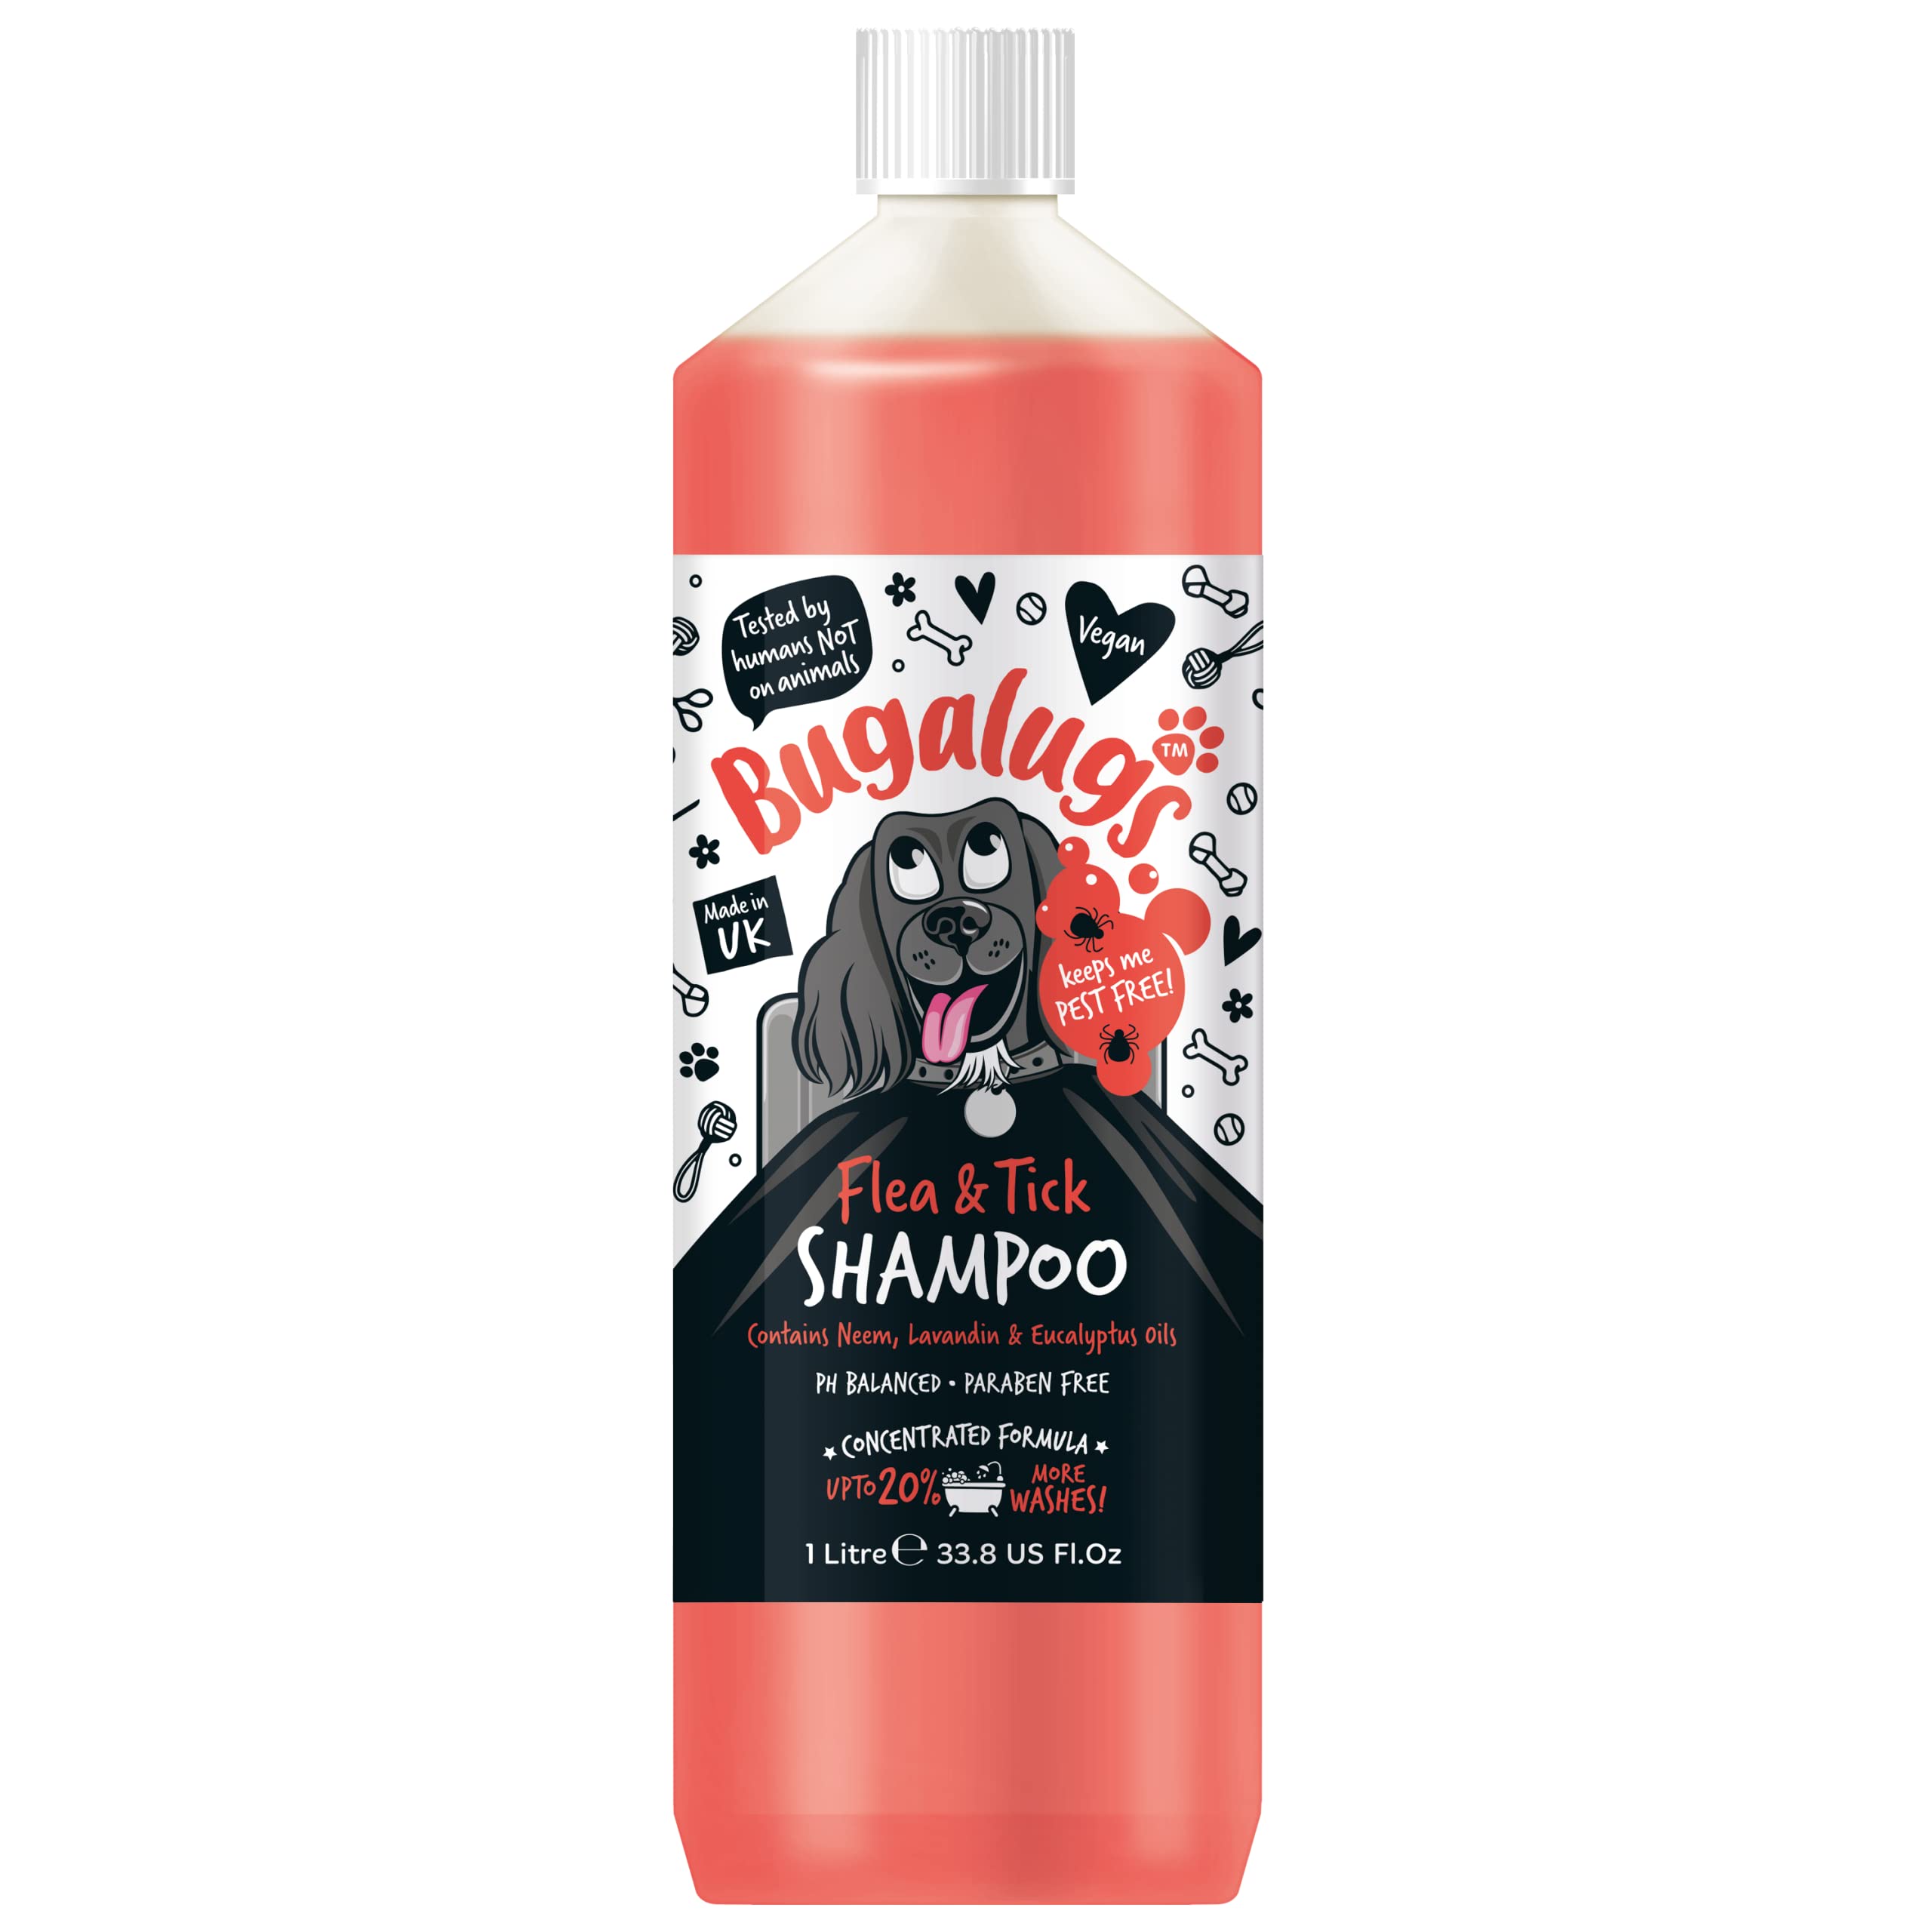 Tested by
humans NOT
on animals
Vegan
Bugalugs
TM
Made in
UK
keeps me
PEST FREE!
Flea & Tick
SHAMPOO
Contains Neem, Lavandin & Eucalyptus Oils
PH BALANCED • PARABEN FREE
CONCENTRATED FORMULA
UP TO 20% MORE
WASHES!
1 Litre ℮ 33.8 US Fl.Oz